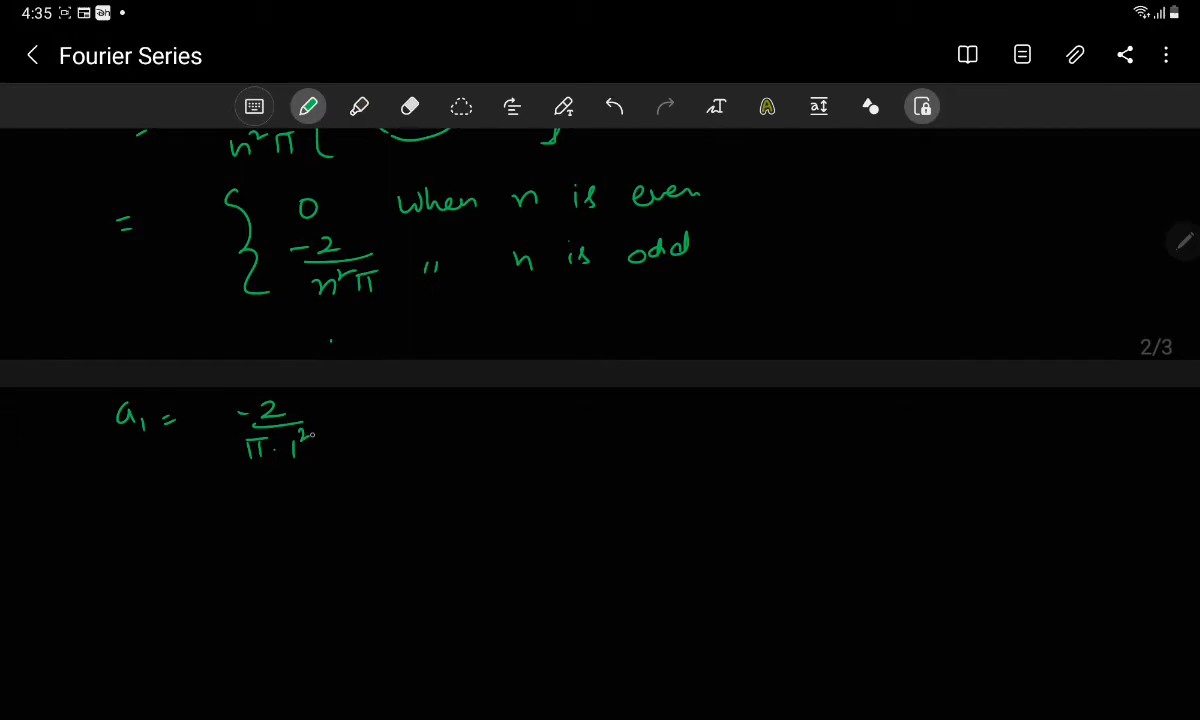 4:35
Fourier Series
= n²π [
= { 0 when n is even
-2/n²π " n is odd
2/3
a₁ = -2/π·1²